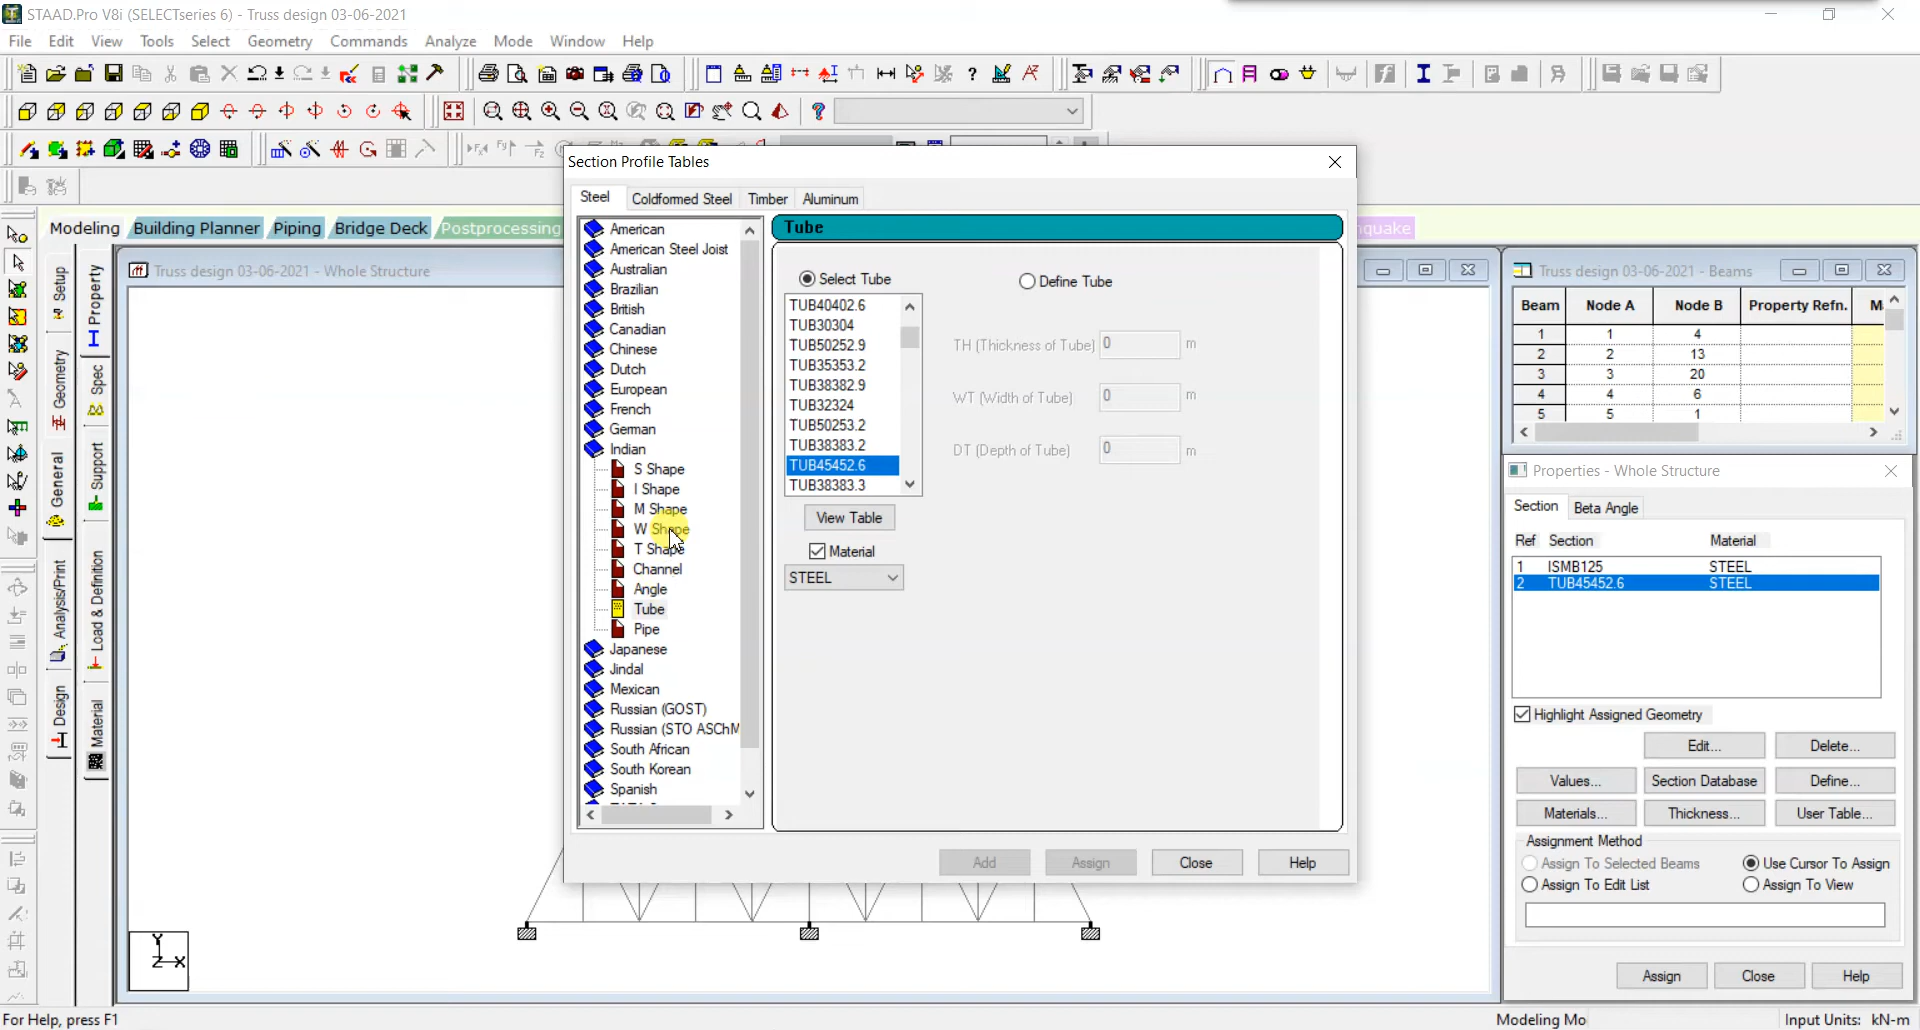 STAAD.Pro V8i (SELECTseries 6) - Truss design 03-06-2021
File Edit View Tools Select Geometry Commands Analyze Mode Window Help
Modeling Building Planner Piping Bridge Deck Postprocessing quake
Truss design 03-06-2021 - Whole Structure
Setup
Geometry
General
Analysis/Print
Design
Property
Spec
Support
Load & Definition
Material
Section Profile Tables
Steel Coldformed Steel Timber Aluminum
American
American Steel Joist
Australian
Brazilian
British
Canadian
Chinese
Dutch
European
French
German
Indian
S Shape
I Shape
M Shape
W Shape
T Shape
Channel
Angle
Tube
Pipe
Japanese
Jindal
Mexican
Russian (GOST)
Russian (STO ASChM
South African
South Korean
Spanish
Tube
Select Tube
Define Tube
TUB40402.6
TUB30304
TUB50252.9
TUB35353.2
TUB38382.9
TUB32324
TUB50253.2
TUB38383.2
TUB45452.6
TUB38383.3
TH (Thickness of Tube) 0 m
WT (Width of Tube) 0 m
DT (Depth of Tube) 0 m
View Table
Material
STEEL
Add Assign Close Help
Truss design 03-06-2021 - Beams
Beam Node A Node B Property Refn. M
1 1 4
2 2 13
3 3 20
4 4 6
5 5 1
Properties - Whole Structure
Section Beta Angle
Ref Section Material
1 ISMB125 STEEL
2 TUB45452.6 STEEL
Highlight Assigned Geometry
Edit... Delete...
Values... Section Database Define...
Materials... Thickness... User Table...
Assignment Method
Assign To Selected Beams Use Cursor To Assign
Assign To Edit List Assign To View
Assign Close Help
Y
Z X
For Help, press F1
Modeling Mo
Input Units: kN-m